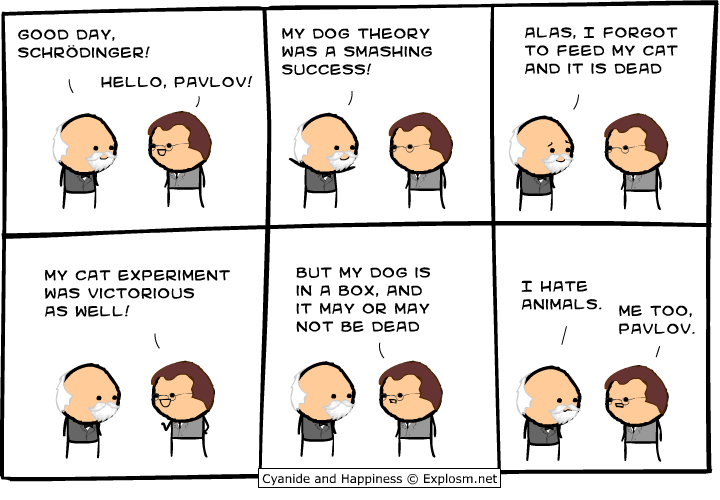 GOOD DAY,
SCHRÖDINGER!
HELLO, PAVLOV!
MY DOG THEORY
WAS A SMASHING
SUCCESS!
ALAS, I FORGOT
TO FEED MY CAT
AND IT IS DEAD
MY CAT EXPERIMENT
WAS VICTORIOUS
AS WELL!
BUT MY DOG IS
IN A BOX, AND
IT MAY OR MAY
NOT BE DEAD
I HATE
ANIMALS.
ME TOO,
PAVLOV.
Cyanide and Happiness © Explosm.net